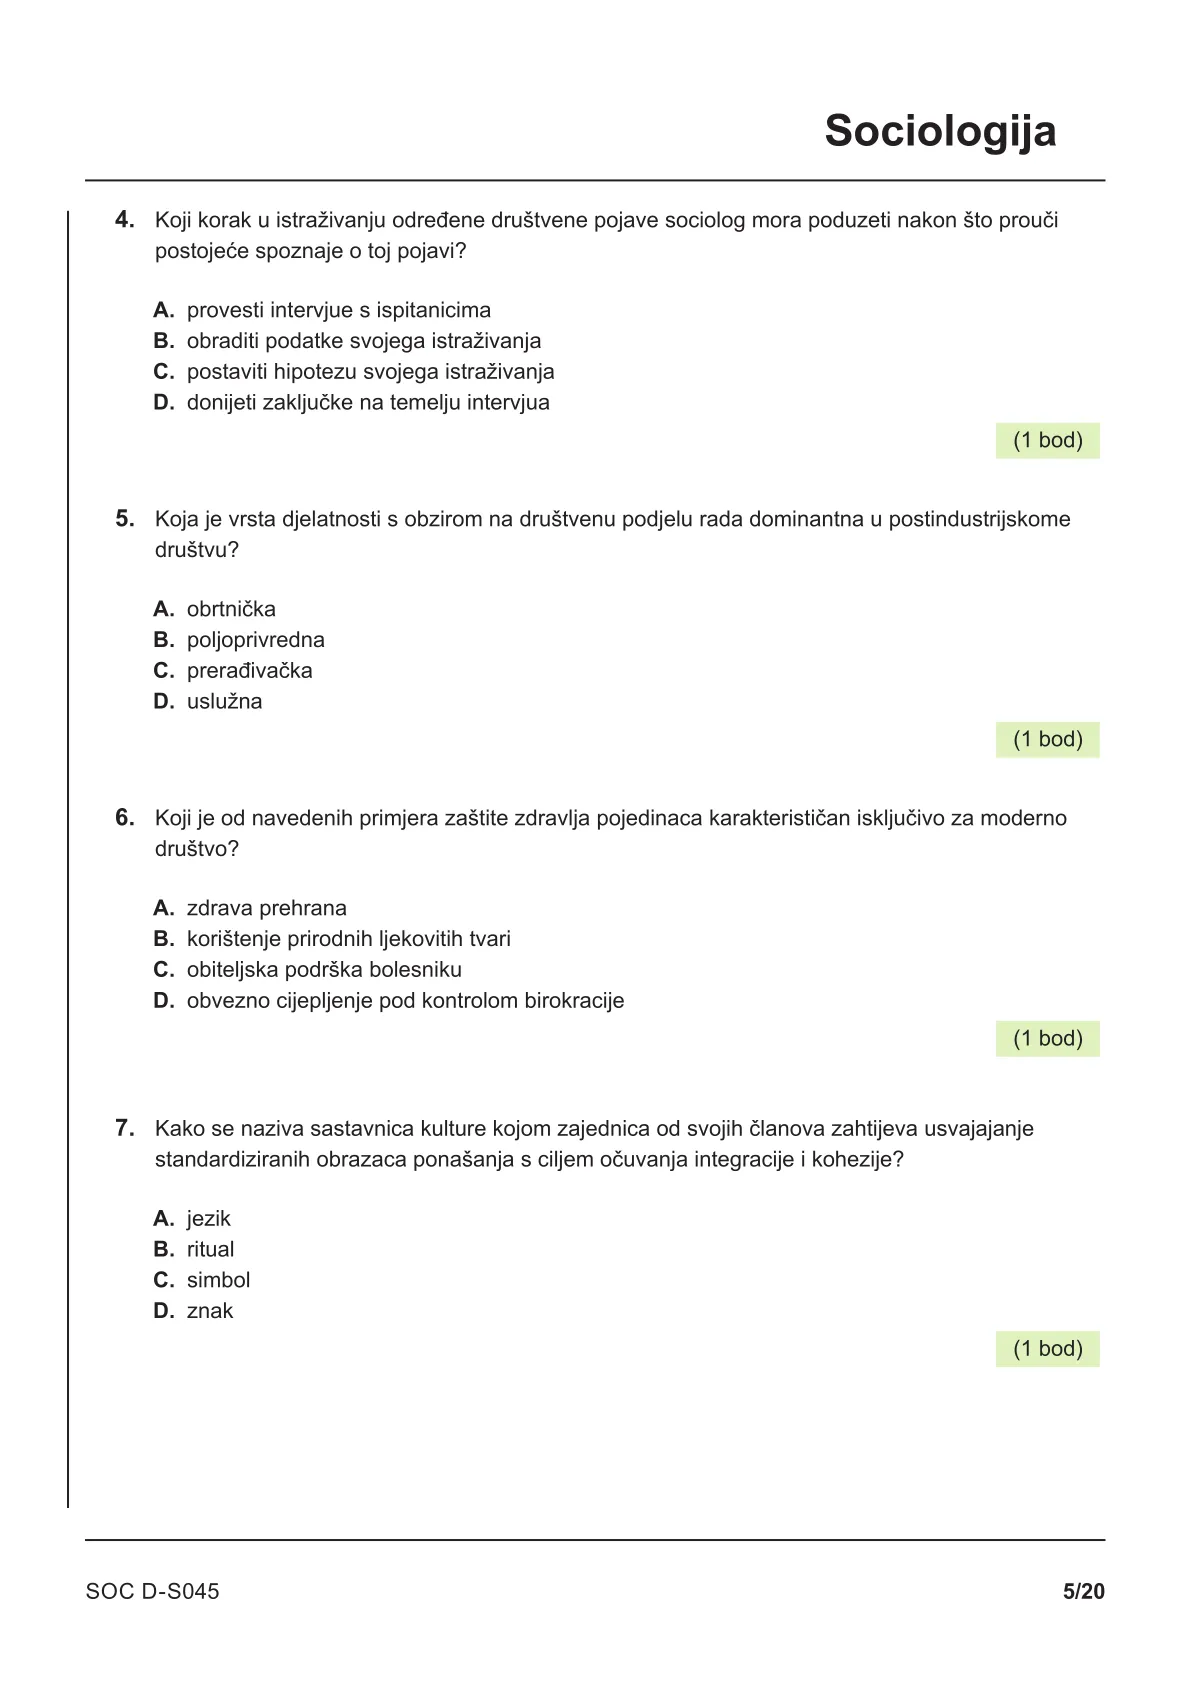 Sociologija
4. Koji korak u istraživanju određene društvene pojave sociolog mora poduzeti nakon što prouči
postojeće spoznaje o toj pojavi?
A. provesti intervjue s ispitanicima
B. obraditi podatke svojega istraživanja
C. postaviti hipotezu svojega istraživanja
D. donijeti zaključke na temelju intervjua
(1 bod)
5. Koja je vrsta djelatnosti s obzirom na društvenu podjelu rada dominantna u postindustrijskome
društvu?
A. obrtnička
B. poljoprivredna
C. prerađivačka
D. uslužna
(1 bod)
6. Koji je od navedenih primjera zaštite zdravlja pojedinaca karakterističan isključivo za moderno
društvo?
A. zdrava prehrana
B. korištenje prirodnih ljekovitih tvari
C. obiteljska podrška bolesniku
D. obvezno cijepljenje pod kontrolom birokracije
(1 bod)
7. Kako se naziva sastavnica kulture kojom zajednica od svojih članova zahtijeva usvajajanje
standardiziranih obrazaca ponašanja s ciljem očuvanja integracije i kohezije?
A. jezik
B. ritual
C. simbol
D. znak
(1 bod)
SOC D-S045
5/20